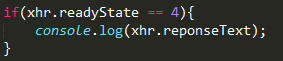 if(xhr.readyState == 4){
    console.log(xhr.reponseText);
}